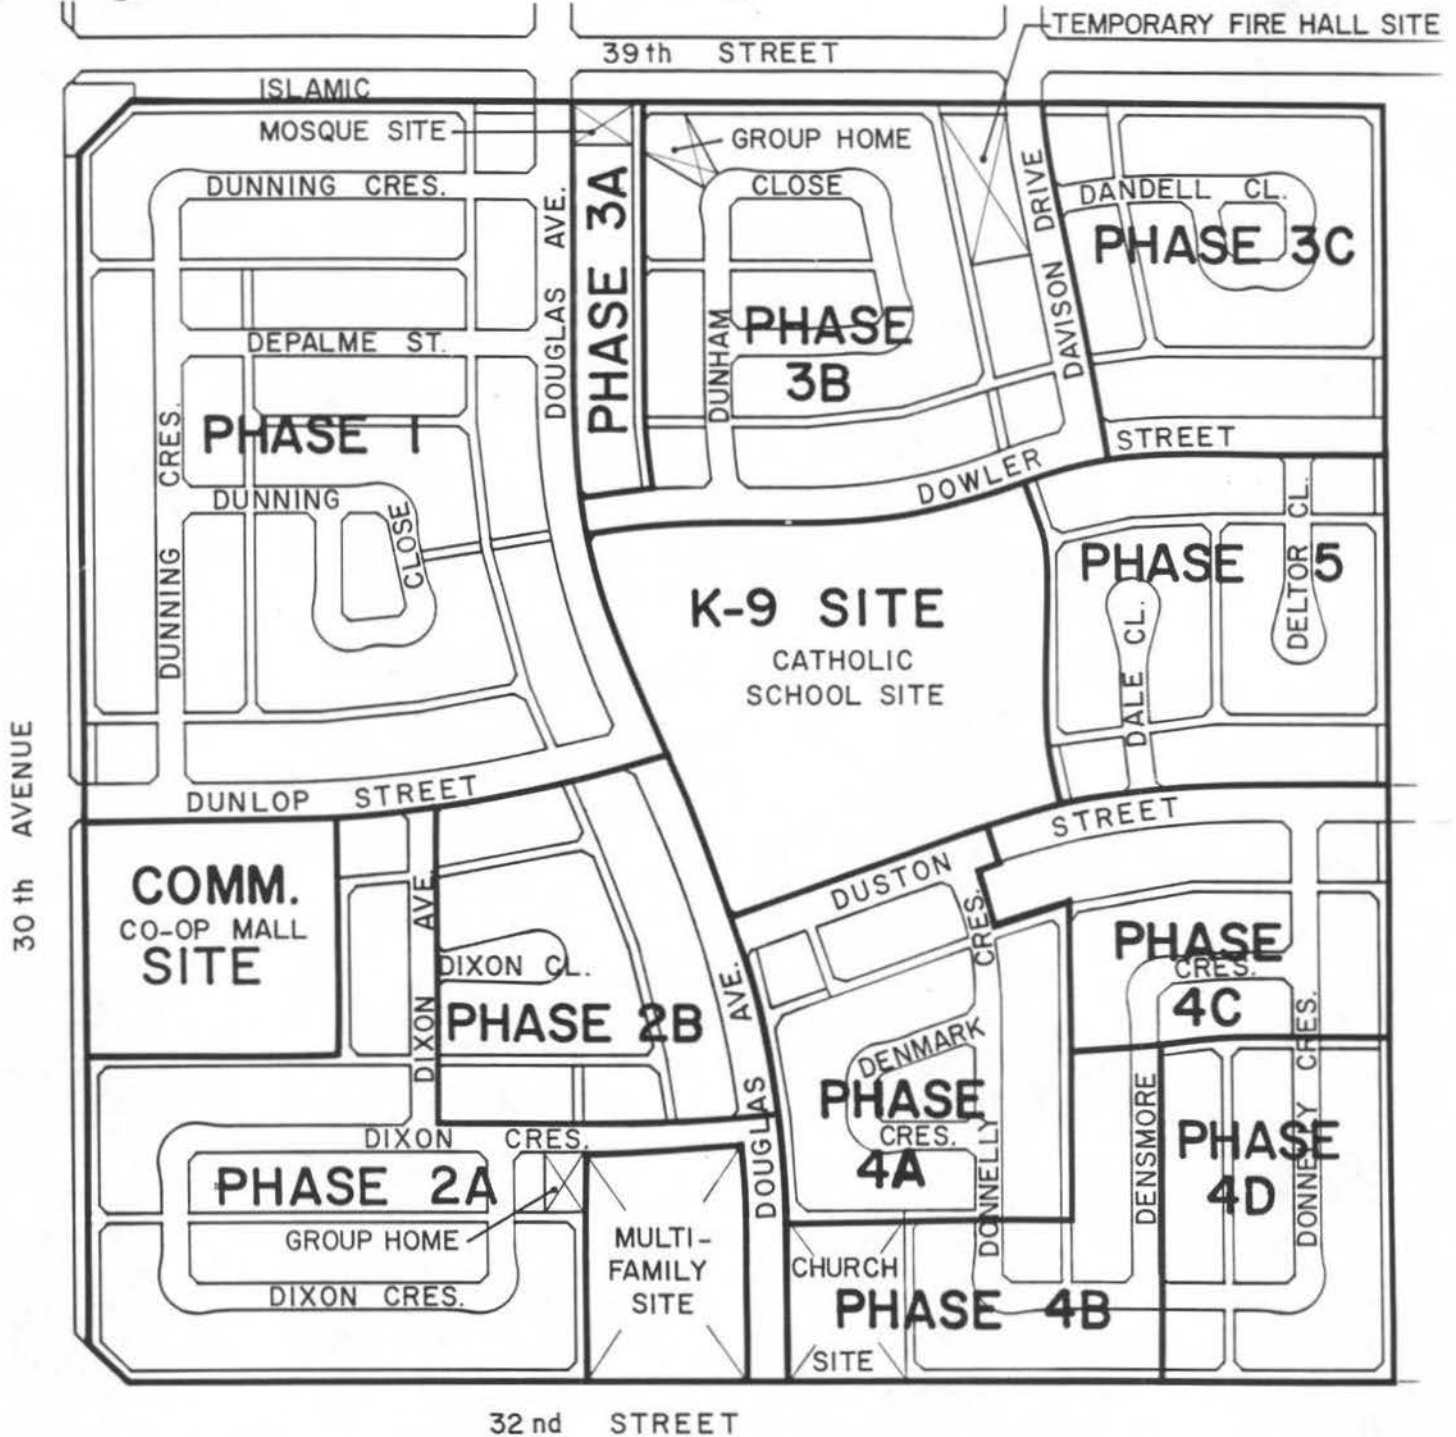 TEMPORARY FIRE HALL SITE
39th STREET
ISLAMIC
MOSQUE SITE
GROUP HOME
DUNNING CRES.
CLOSE
DANDELL CL.
PHASE 3C
DOUGLAS AVE.
PHASE 3A
DAVISON DRIVE
DUNHAM
PHASE
3B
DEPALME ST.
PHASE 1
DUNNING CRES.
DUNNING
CLOSE
DOWLER
STREET
PHASE 5
DELTOR CL.
DALE CL.
K-9 SITE
CATHOLIC
SCHOOL SITE
30th AVENUE
DUNLOP STREET
STREET
DUSTON
COMM.
CO-OP MALL
SITE
DIXON AVE.
DIXON CL.
PHASE 2B
DOUGLAS AVE.
CRES.
DONNELLY
DENMARK
PHASE
CRES.
4A
PHASE
CRES.
4C
DENSMORE
DONNELLY CRES.
PHASE
4D
DIXON CRES.
PHASE 2A
GROUP HOME
DIXON CRES.
MULTI-
FAMILY
SITE
CHURCH
PHASE 4B
SITE
32nd STREET